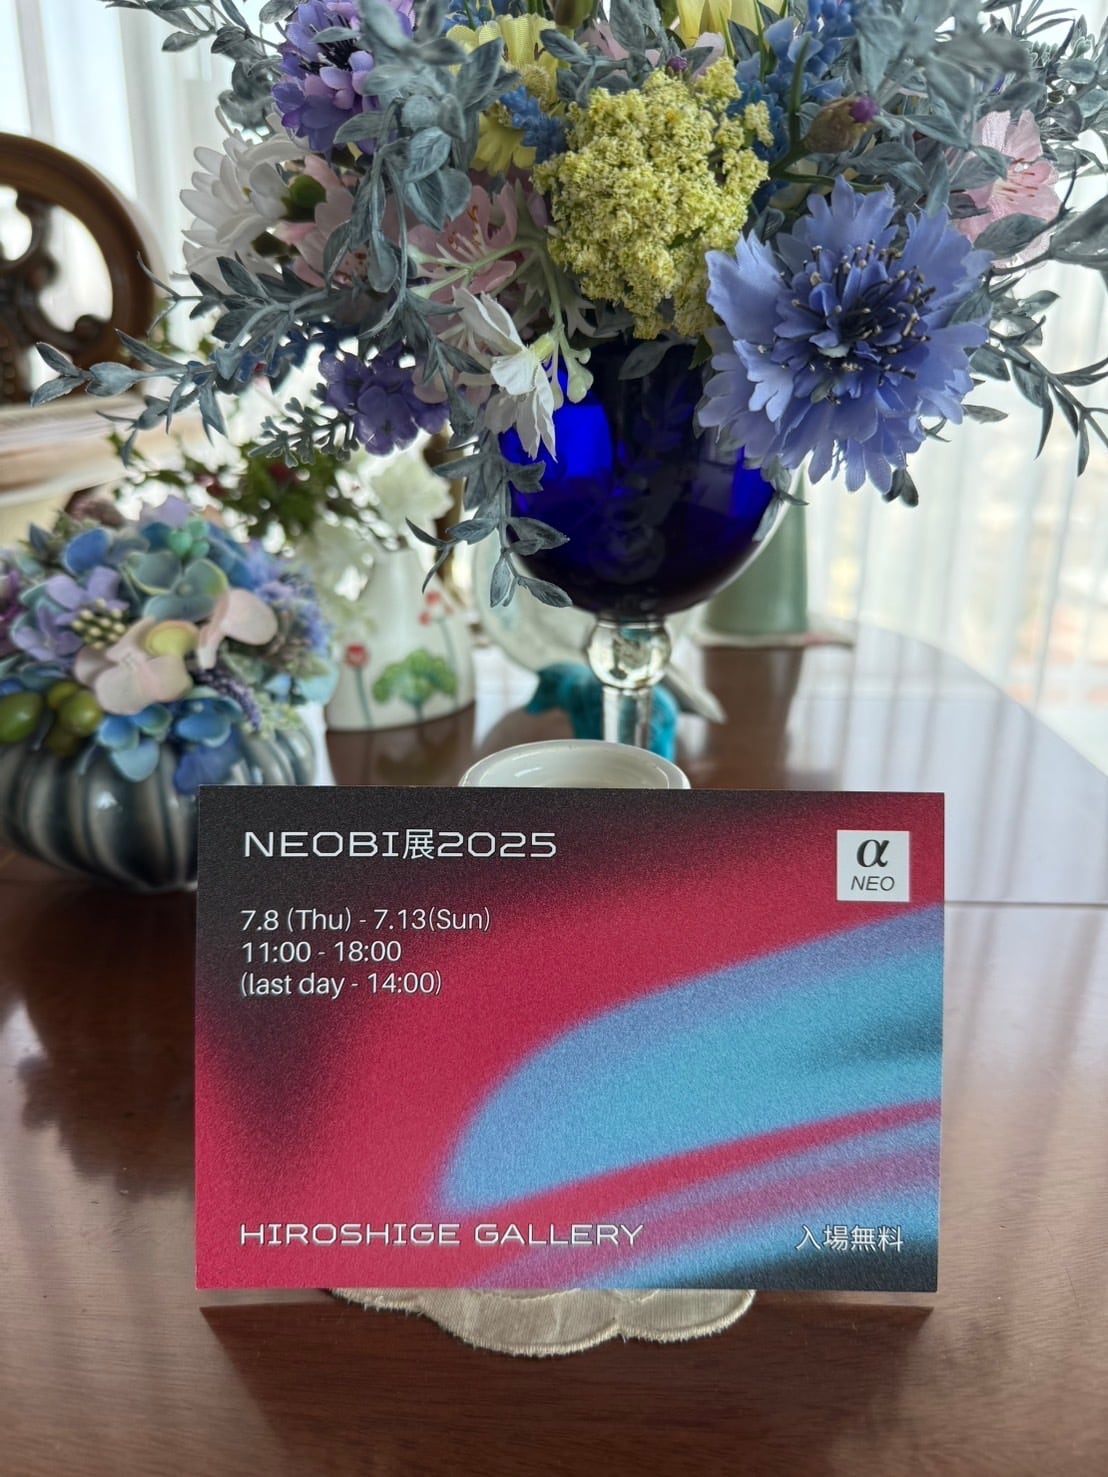 NEOBI展2025
α
NEO
7.8 (Thu) - 7.13(Sun)
11:00 - 18:00
(last day - 14:00)
HIROSHIGE GALLERY
入場無料